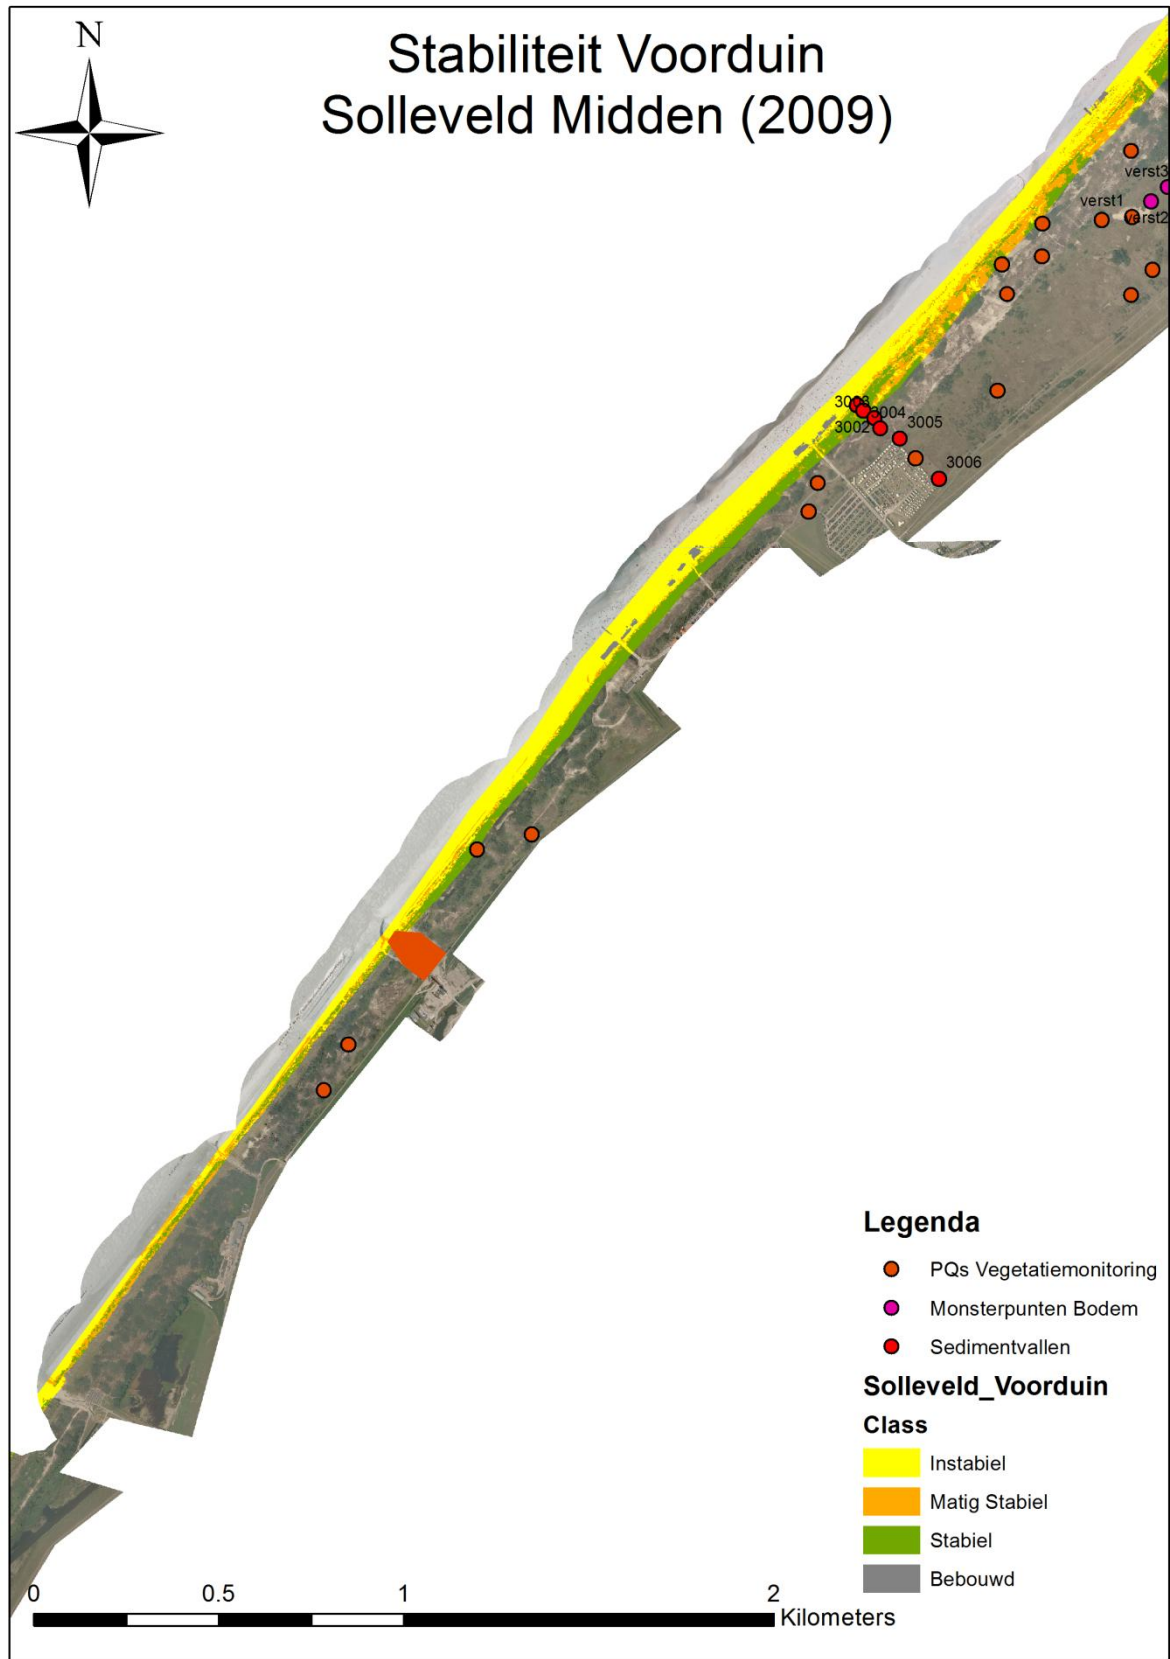 N
Stabiliteit Voorduin
Solleveld Midden (2009)
verst3
verst1
verst2
3004
3002
3005
3006
Legenda
PQs Vegetatiemonitoring
Monsterpunten Bodem
Sedimentvallen
Solleveld_Voorduin
Class
Instabiel
Matig Stabiel
Stabiel
Bebouwd
0 0.5 1 2
Kilometers